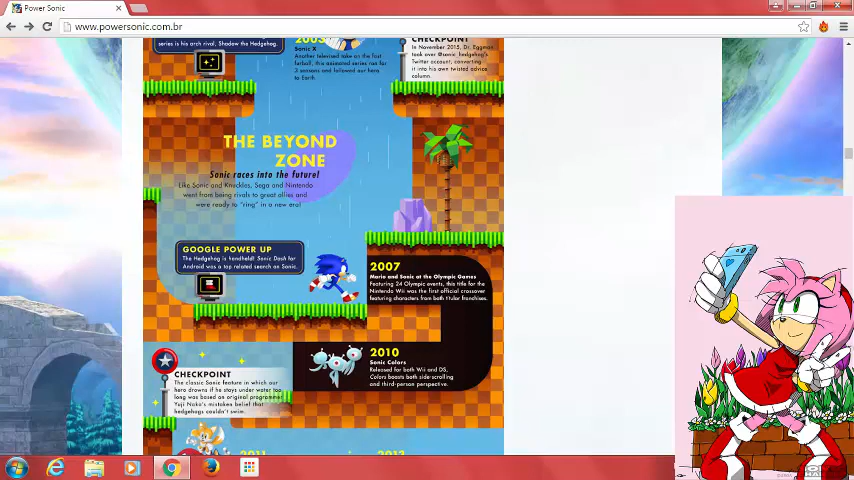 Power Sonic
www.powersonic.com.br
series is his arch rival, Shadow the Hedgehog.
Sonic X
Another televised take on the fast
furball, this animated series ran for
3 seasons and followed our hero
to Earth.
CHECKPOINT
In November 2015, Dr. Eggman
took over @sonic_hedgehog's
Twitter account, converting
it into his own twisted advice
column.
THE BEYOND
ZONE
Sonic races into the future!
Like Sonic and Knuckles, Sega and Nintendo
went from being rivals to great allies and
were ready to "ring" in a new era!
GOOGLE POWER UP
The Hedgehog is handheld! Sonic Dash for
Android was a top related search on Sonic.
2007
Mario and Sonic at the Olympic Games
Featuring 24 Olympic events, this title for the
Nintendo Wii was the first official crossover
featuring characters from both titular franchises.
2010
Sonic Colors
Released for both Wii and DS,
Colors boasts both side-scrolling
and third-person perspective.
CHECKPOINT
The classic Sonic feature in which our
hero drowns if he stays under water too
long was based on original programmer
Yuji Naka's mistaken belief that
hedgehogs couldn't swim.